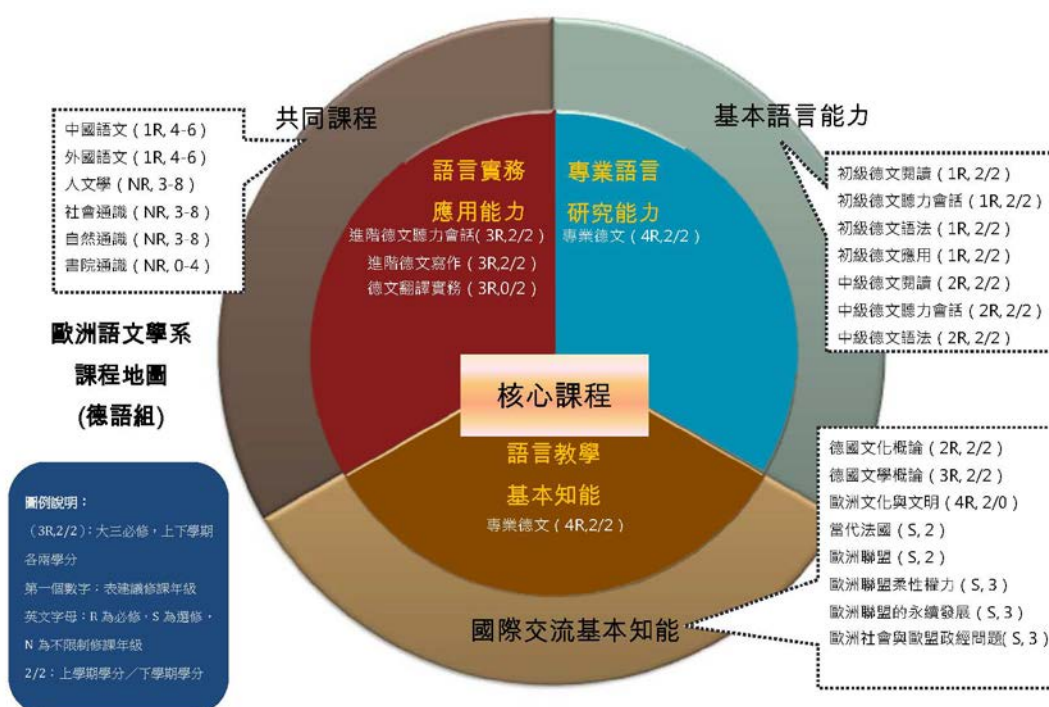 共同課程
中國語文 ( 1R, 4-6 )
外國語文 ( 1R, 4-6 )
人文學 ( NR, 3-8 )
社會通識 ( NR, 3-8 )
自然通識 ( NR, 3-8 )
書院通識 ( NR, 0-4 )
基本語言能力
初級德文閱讀 ( 1R, 2/2 )
初級德文聽力會話 ( 1R, 2/2 )
初級德文語法 ( 1R, 2/2 )
初級德文應用 ( 1R, 2/2 )
中級德文閱讀 ( 2R, 2/2 )
中級德文聽力會話 ( 2R, 2/2 )
中級德文語法 ( 2R, 2/2 )
語言實務
應用能力
進階德文聽力會話 ( 3R,2/2 )
進階德文寫作 ( 3R,2/2 )
德文翻譯實務 ( 3R,0/2 )
專業語言
研究能力
專業德文 ( 4R,2/2 )
歐洲語文學系
課程地圖
(德語組)
核心課程
語言教學
基本知能
專業德文 ( 4R,2/2 )
德國文化概論 ( 2R, 2/2 )
德國文學概論 ( 3R, 2/2 )
歐洲文化與文明 ( 4R, 2/0 )
當代法國 ( S, 2 )
歐洲聯盟 ( S, 2 )
歐洲聯盟柔性權力 ( S, 3 )
歐洲聯盟的永續發展 ( S, 3 )
歐洲社會與歐盟政經問題( S, 3 )
國際交流基本知能
圖例說明：
（3R,2/2）：大三必修，上下學期
各兩學分
第一個數字：表建議修課年級
英文字母：R 為必修，S 為選修，
N 為不限制修課年級
2/2：上學期學分／下學期學分